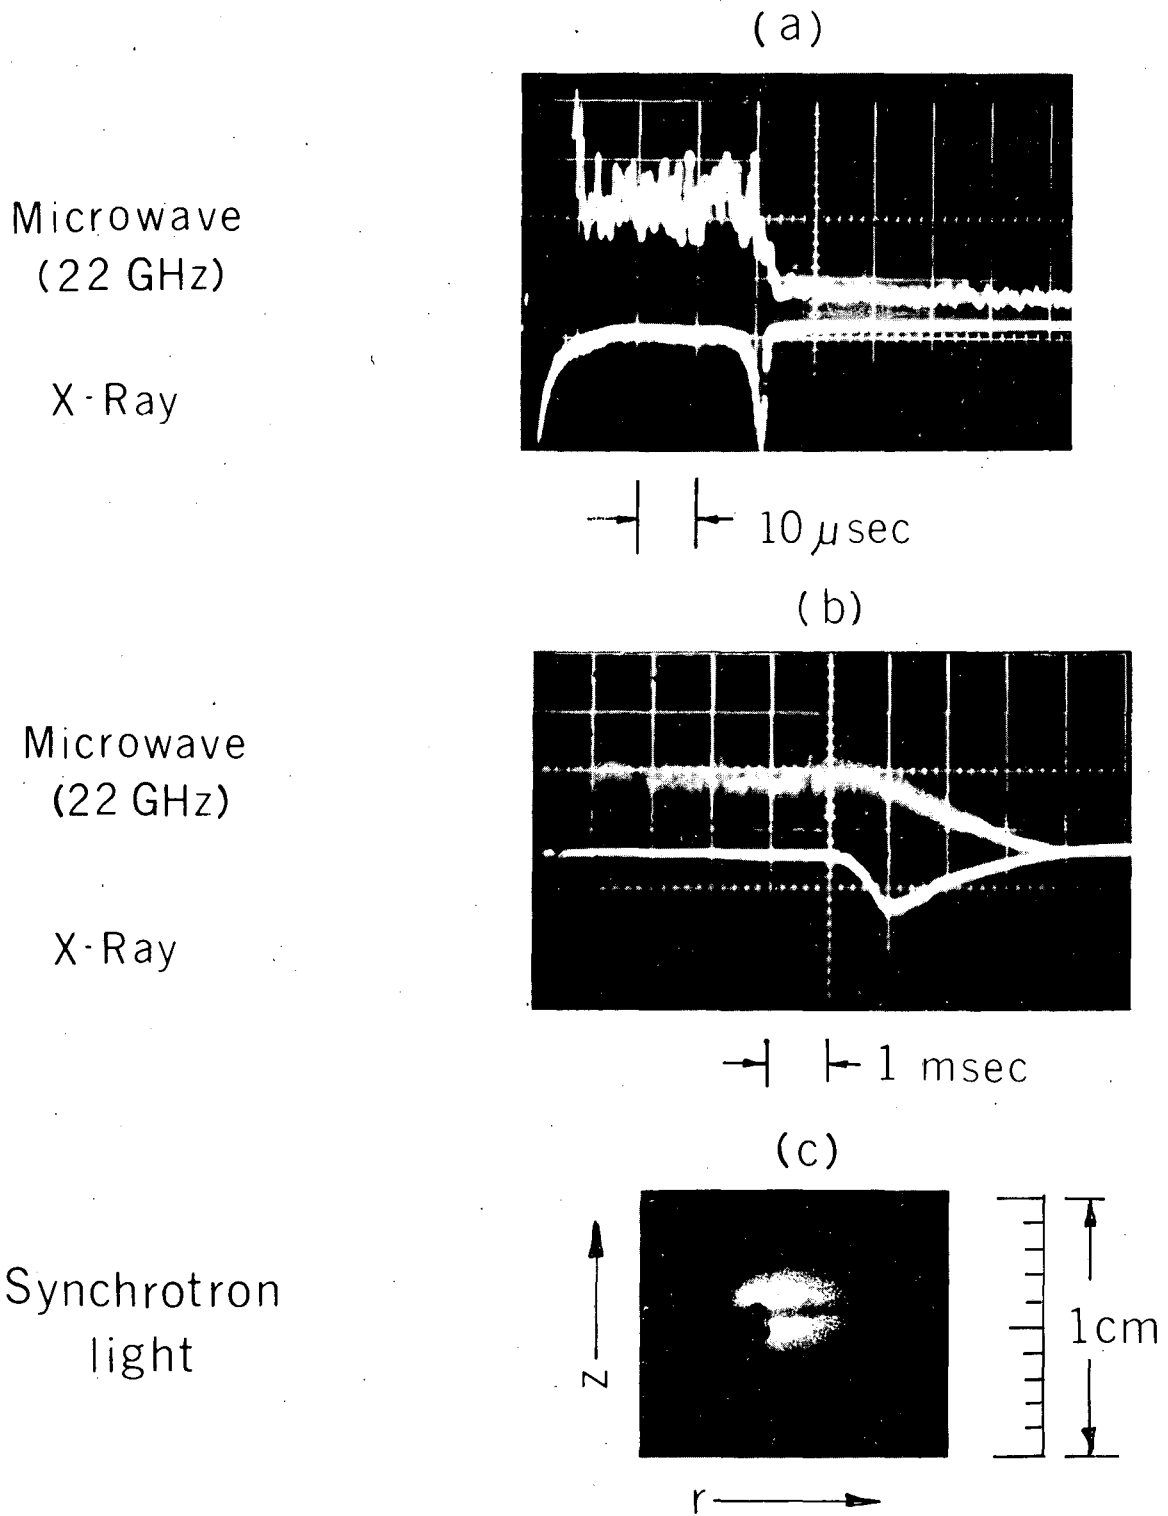 (a)
Microwave
(22 GHz)
X-Ray
10 μsec
(b)
Microwave
(22 GHz)
X-Ray
1 msec
(c)
Synchrotron
light
z
1cm
r